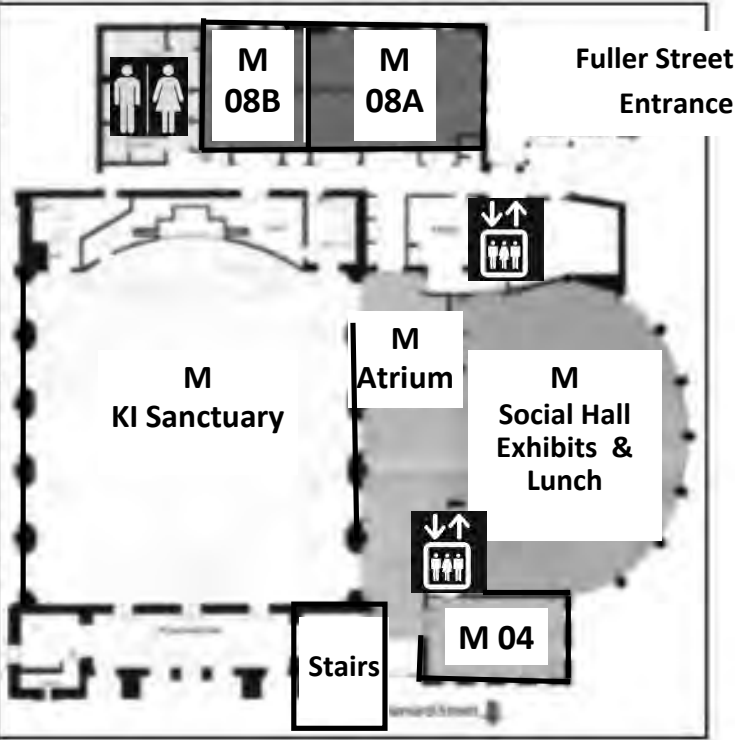 M
08B
M
08A
Fuller Street
Entrance
M
Atrium
M
KI Sanctuary
M
Social Hall
Exhibits & 
Lunch
M 04
Stairs